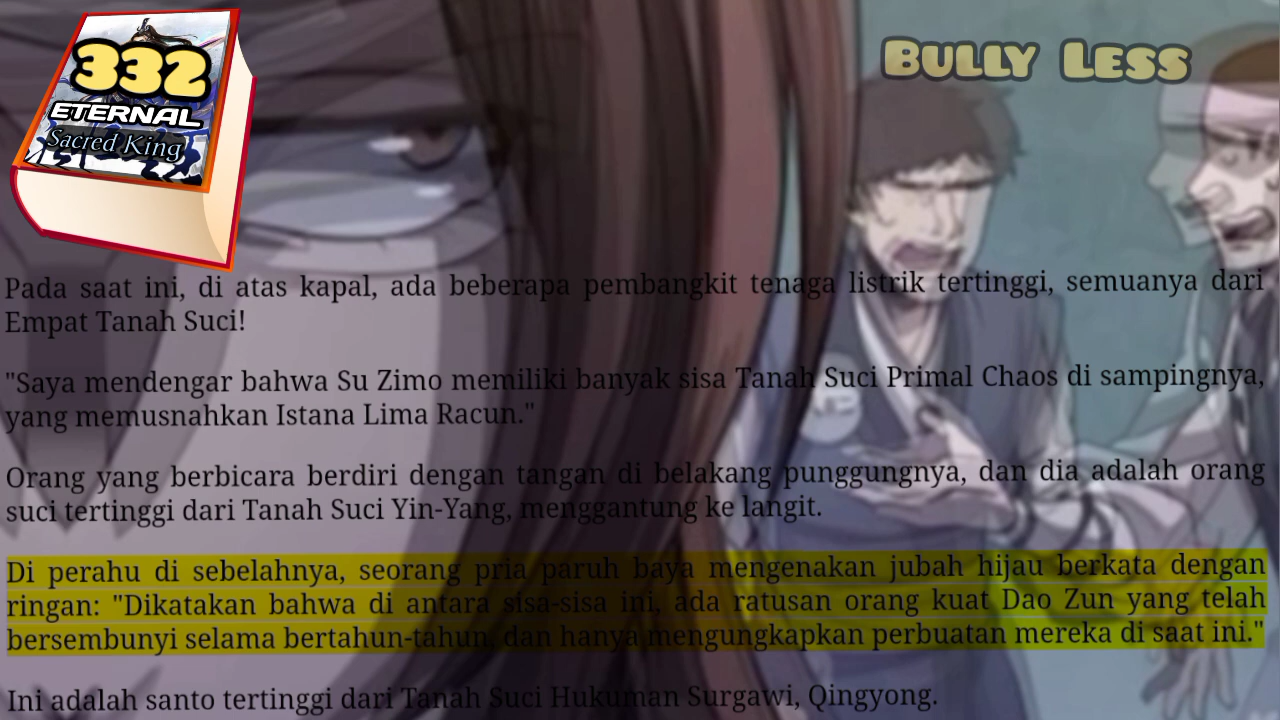 332
ETERNAL
Sacred King
BULLY LESS
Pada saat ini, di atas kapal, ada beberapa pembangkit tenaga listrik tertinggi, semuanya dari
Empat Tanah Suci!
"Saya mendengar bahwa Su Zimo memiliki banyak sisa Tanah Suci Primal Chaos di sampingnya,
yang memusnahkan Istana Lima Racun."
Orang yang berbicara berdiri dengan tangan di belakang punggungnya, dan dia adalah orang
suci tertinggi dari Tanah Suci Yin-Yang, menggantung ke langit.
Di perahu di sebelahnya, seorang pria paruh baya mengenakan jubah hijau berkata dengan
ringan: "Dikatakan bahwa di antara sisa-sisa ini, ada ratusan orang kuat Dao Zun yang telah
bersembunyi selama bertahun-tahun, dan hanya mengungkapkan perbuatan mereka di saat ini."
Ini adalah santo tertinggi dari Tanah Suci Hukuman Surgawi, Qingyong.